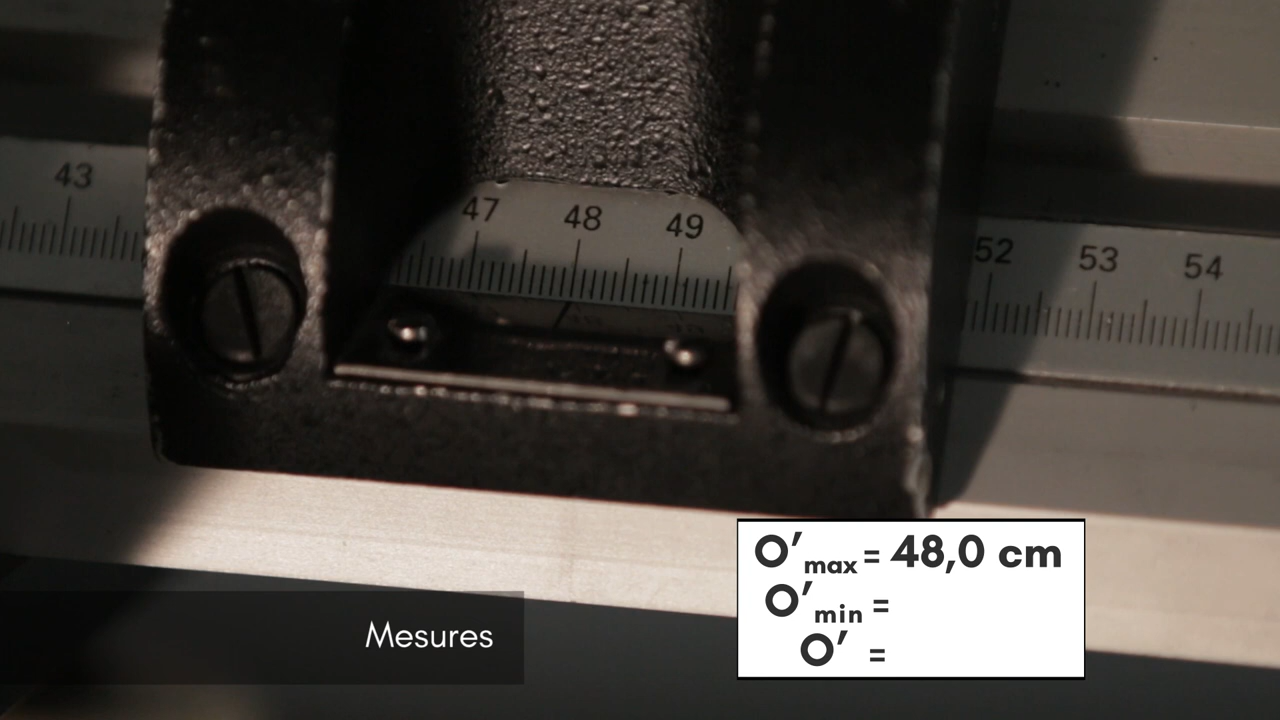 43
47 48 49
52 53 54
O'max = 48,0 cm
O'min =
O' =
Mesures